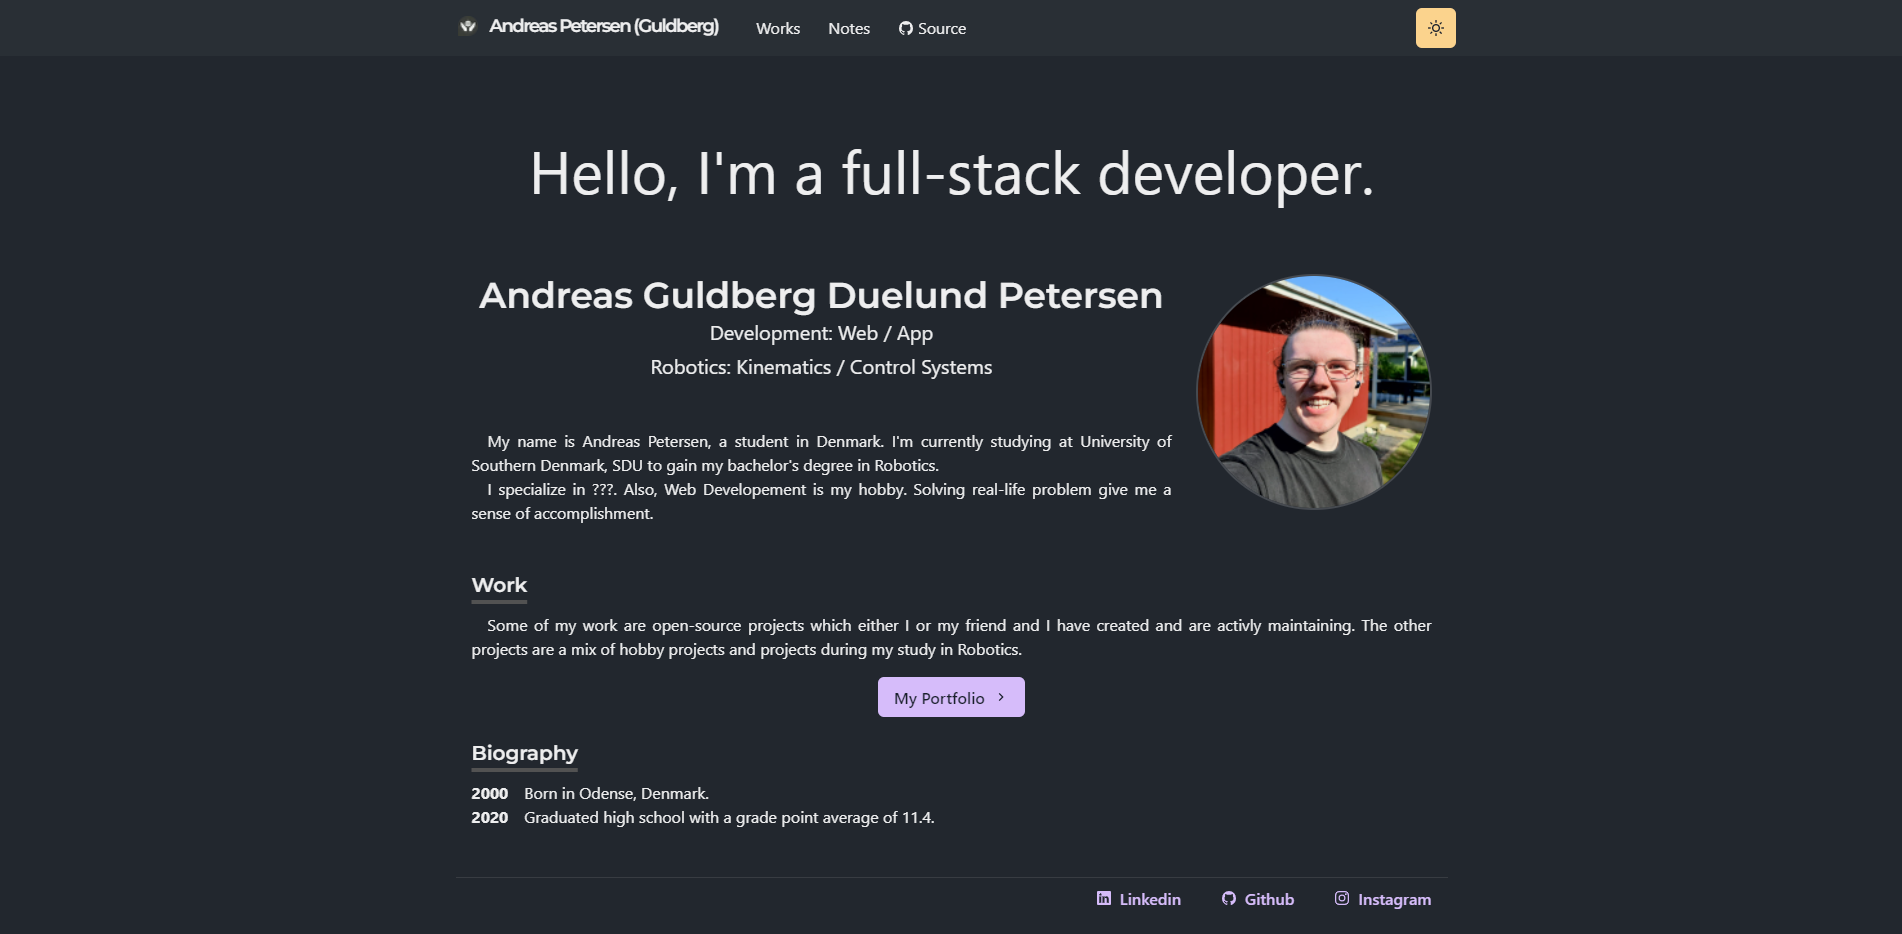 Andreas Petersen (Guldberg) Works Notes Source
Hello, I'm a full-stack developer.
Andreas Guldberg Duelund Petersen
Development: Web / App
Robotics: Kinematics / Control Systems
My name is Andreas Petersen, a student in Denmark. I'm currently studying at University of
Southern Denmark, SDU to gain my bachelor's degree in Robotics.
I specialize in ???. Also, Web Developement is my hobby. Solving real-life problem give me a
sense of accomplishment.
Work
Some of my work are open-source projects which either I or my friend and I have created and are activly maintaining. The other
projects are a mix of hobby projects and projects during my study in Robotics.
My Portfolio
Biography
2000 Born in Odense, Denmark.
2020 Graduated high school with a grade point average of 11.4.
Linkedin Github Instagram